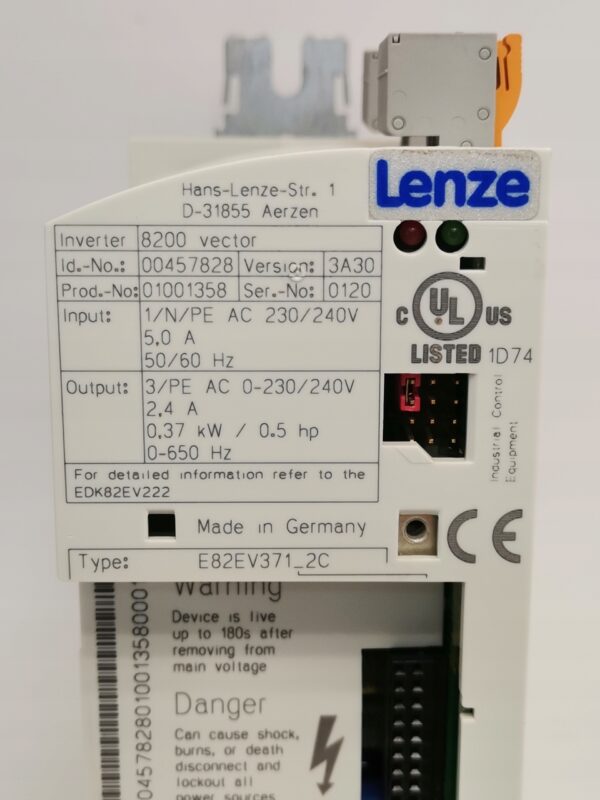 Hans-Lenze-Str. 1
D-31855 Aerzen
Lenze
Inverter 8200 vector
Id.-No.: 00457828 Version: 3A30
Prod.-No: 01001358 Ser.-No: 0120
Input: 1/N/PE AC 230/240V
5,0 A
50/60 Hz
Output: 3/PE AC 0-230/240V
2,4 A
0,37 kW / 0.5 hp
0-650 Hz
For detailed information refer to the
EDK82EV222
C UL US
LISTED 1D74
Industrial Control
Equipment
Made in Germany
CE
Type: E82EV371_2C
Warning
Device is live
up to 180s after
removing from
main voltage
Danger
Can cause shock,
burns, or death
disconnect and
lockout all
power sources